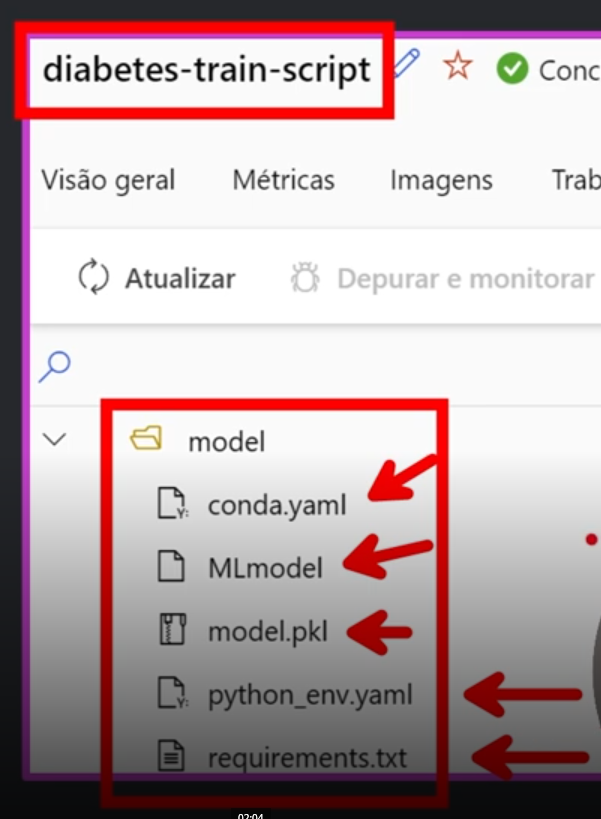 diabetes-train-script
Visão geral Métricas Imagens
Atualizar Depurar e monitorar
model
conda.yaml
MLmodel
model.pkl
python_env.yaml
requirements.txt
02:04